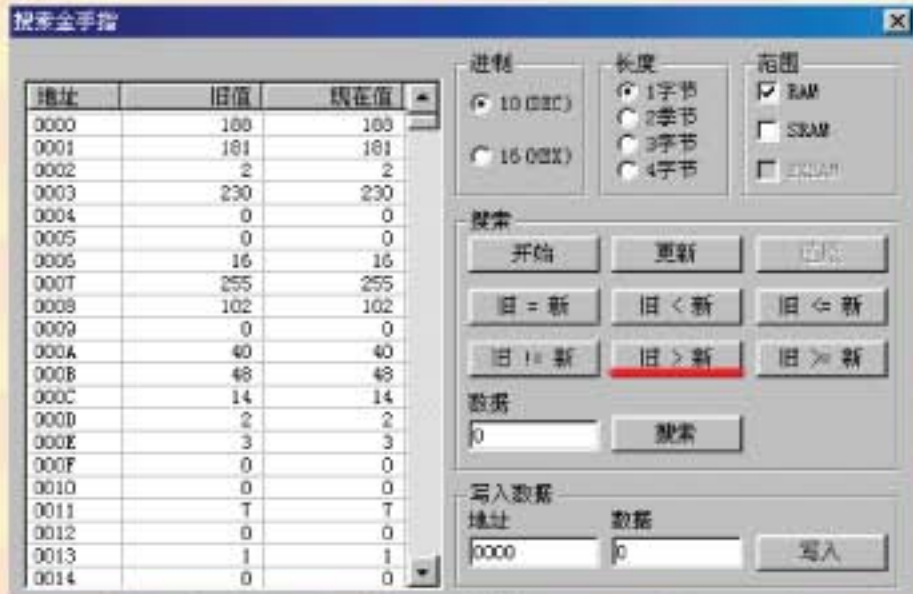 搜索金手指
地址 旧值 现在值
0000 188 188
0001 181 181
0002 2 2
0003 230 230
0004 0 0
0005 0 0
0006 16 16
0007 255 255
0008 102 102
0009 0 0
000A 40 40
000B 48 48
000C 14 14
000D 2 2
000E 3 3
000F 0 0
0010 0 0
0011 7 7
0012 0 0
0013 1 1
0014 0 0
进制
10(DEC)
16(HEX)
长度
1字节
2字节
3字节
4字节
范围
RAM
SRAM
搜索
开始 更新
旧 = 新 旧 < 新 旧 <= 新
旧 != 新 旧 > 新 旧 >= 新
数据
0 搜索
写入数据
地址 数据
0000 0 写入